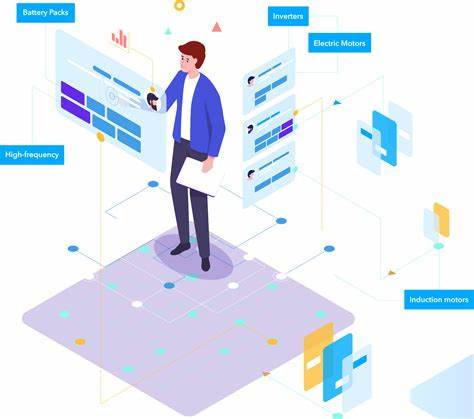 Battery Packs
Inverters
Electric Motors
High-frequency
Induction motors